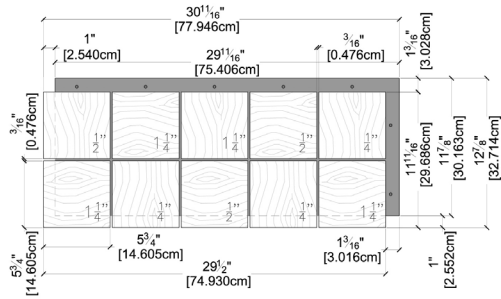 30 11/16"
[77.946cm]
1"
[2.540cm]
29 11/16"
[75.406cm]
3/16"
[0.476cm]
1 3/16"
[3.028cm]
3/16"
[0.476cm]
1/2" 1 1/4" 1 1/4" 1/2" 1/4"
1 1/4" 1/4" 1/2" 1 1/4" 1 1/4"
11 11/16"
[29.686cm]
11 7/8"
[30.163cm]
12 7/8"
[32.714cm]
5 3/4"
[14.605cm]
5 3/4"
[14.605cm]
1 3/16"
[3.016cm]
1"
[2.552cm]
29 1/2"
[74.930cm]